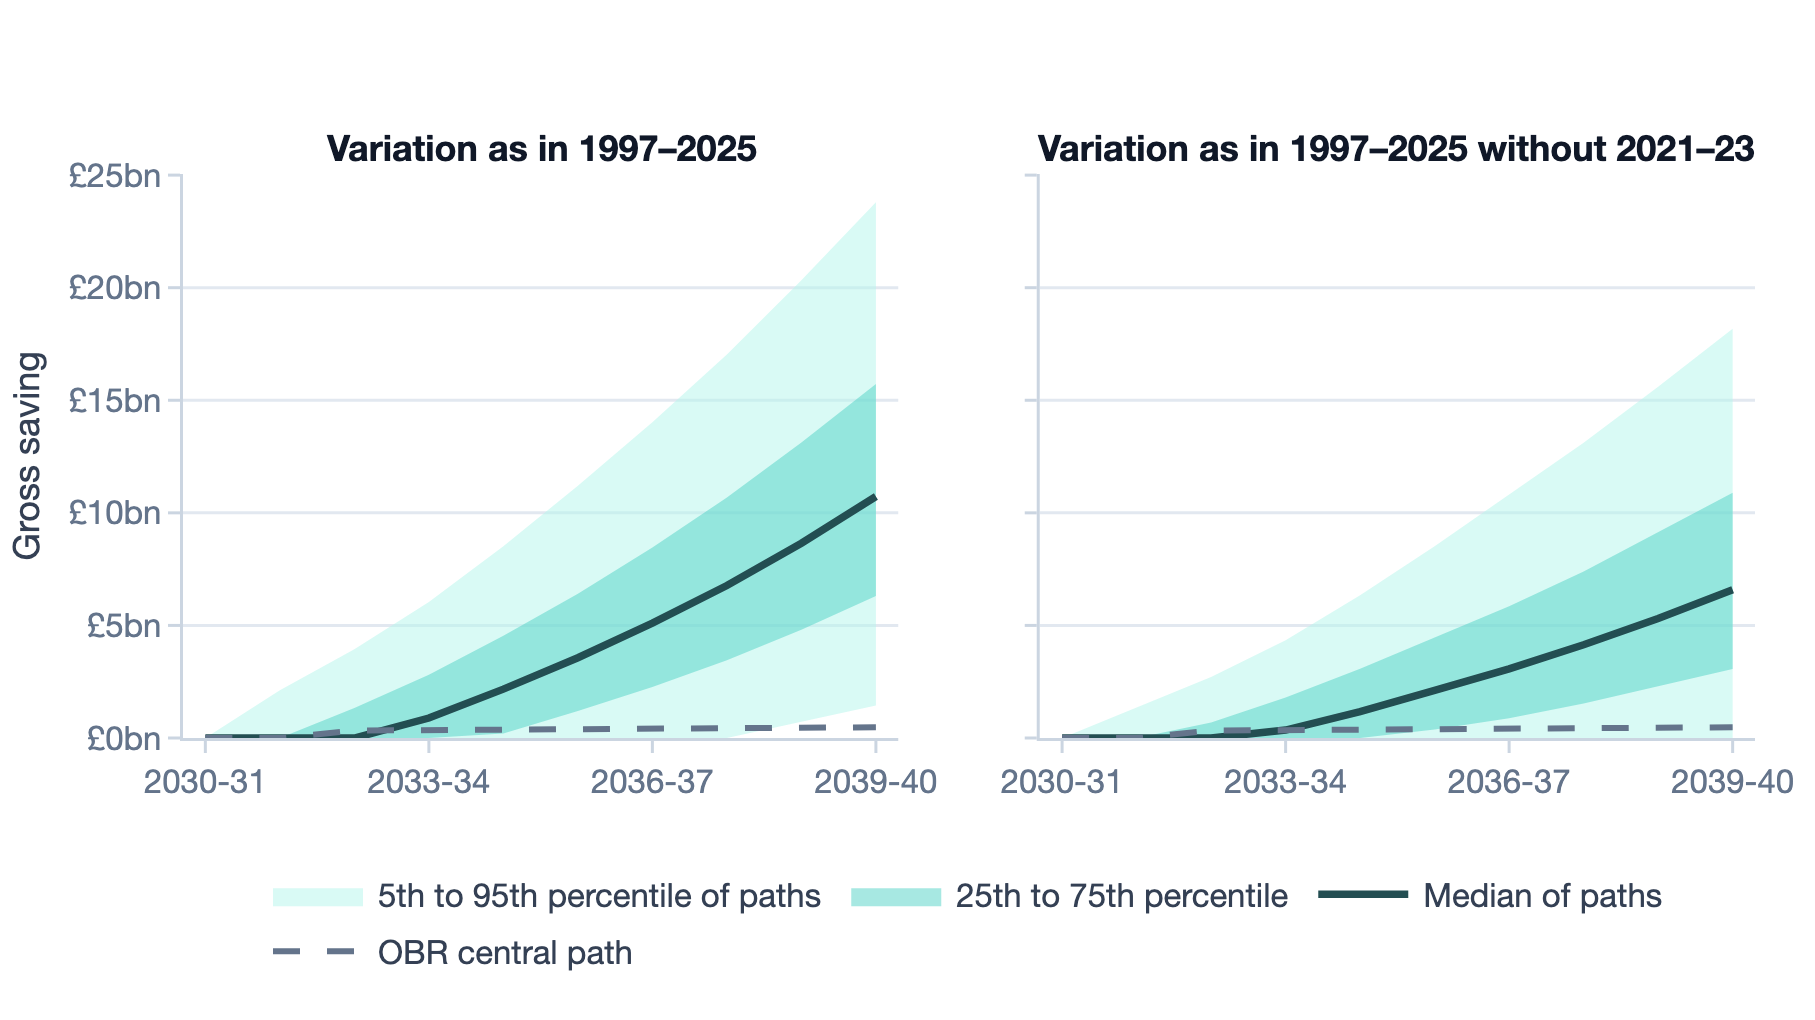 Variation as in 1997–2025
Variation as in 1997–2025 without 2021–23
Gross saving
£25bn
£20bn
£15bn
£10bn
£5bn
£0bn
2030-31 2033-34 2036-37 2039-40
2030-31 2033-34 2036-37 2039-40
5th to 95th percentile of paths 25th to 75th percentile Median of paths
OBR central path